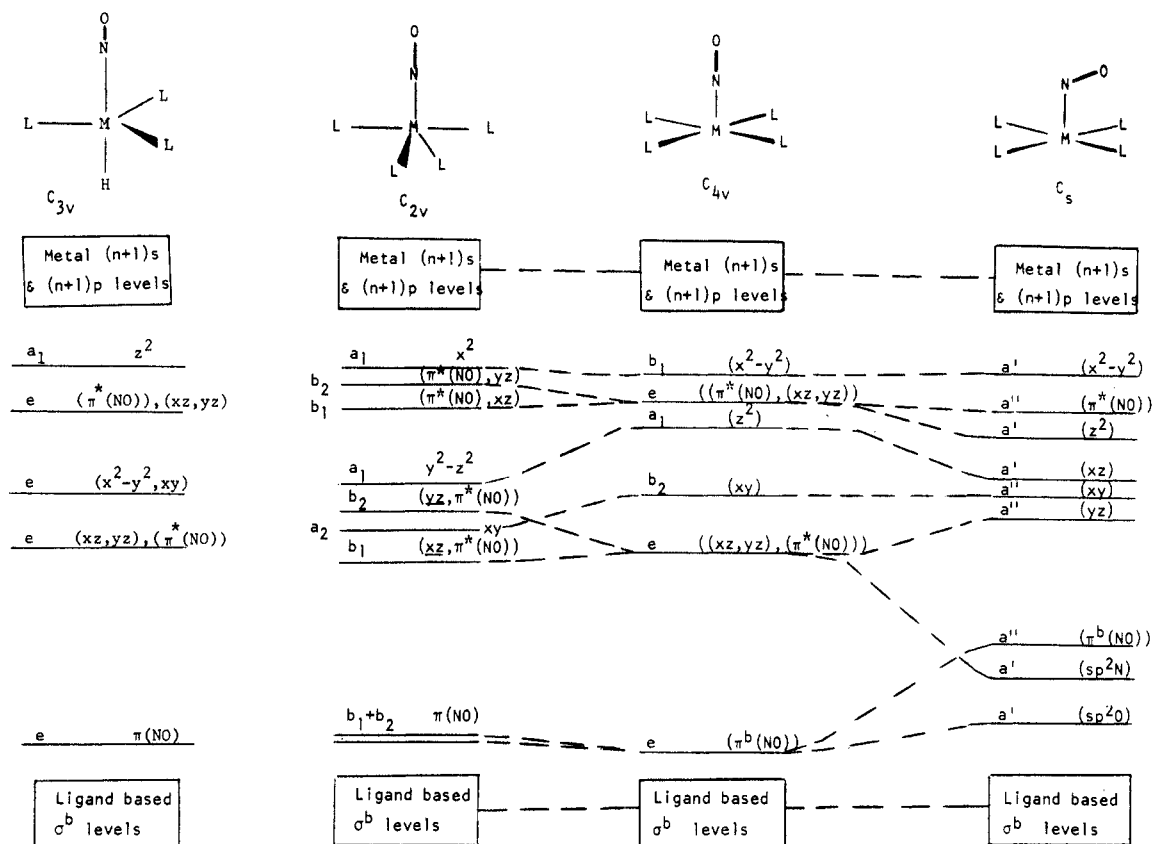 O
N
L
L
M
L
H
C3v
O
N
L
M
L
L
L
C2v
O
N
L
L
M
L
L
C4v
N
O
L
L
M
L
L
Cs
Metal (n+1)s
& (n+1)p levels
Metal (n+1)s
& (n+1)p levels
Metal (n+1)s
& (n+1)p levels
Metal (n+1)s
& (n+1)p levels
a1 z²
e (π*(NO)),(xz,yz)
e (x²-y²,xy)
e (xz,yz),(π*(NO))
e π(NO)
a1 x²
b2 (π*(NO),yz)
b1 (π*(NO),xz)
a1 y²-z²
b2 (yz,π*(NO))
a2 xy
b1 (xz,π*(NO))
b1+b2 π(NO)
b1 (x²-y²)
e ((π*(NO),(xz,yz))
a1 (z²)
b2 (xy)
e ((xz,yz),(π*(NO)))
e (πᵇ(NO))
a' (x²-y²)
a'' (π*(NO))
a' (z²)
a' (xz)
a'' (xy)
a'' (yz)
a'' (πᵇ(NO))
a' (sp²N)
a' (sp²O)
Ligand based
σᵇ levels
Ligand based
σᵇ levels
Ligand based
σᵇ levels
Ligand based
σᵇ levels